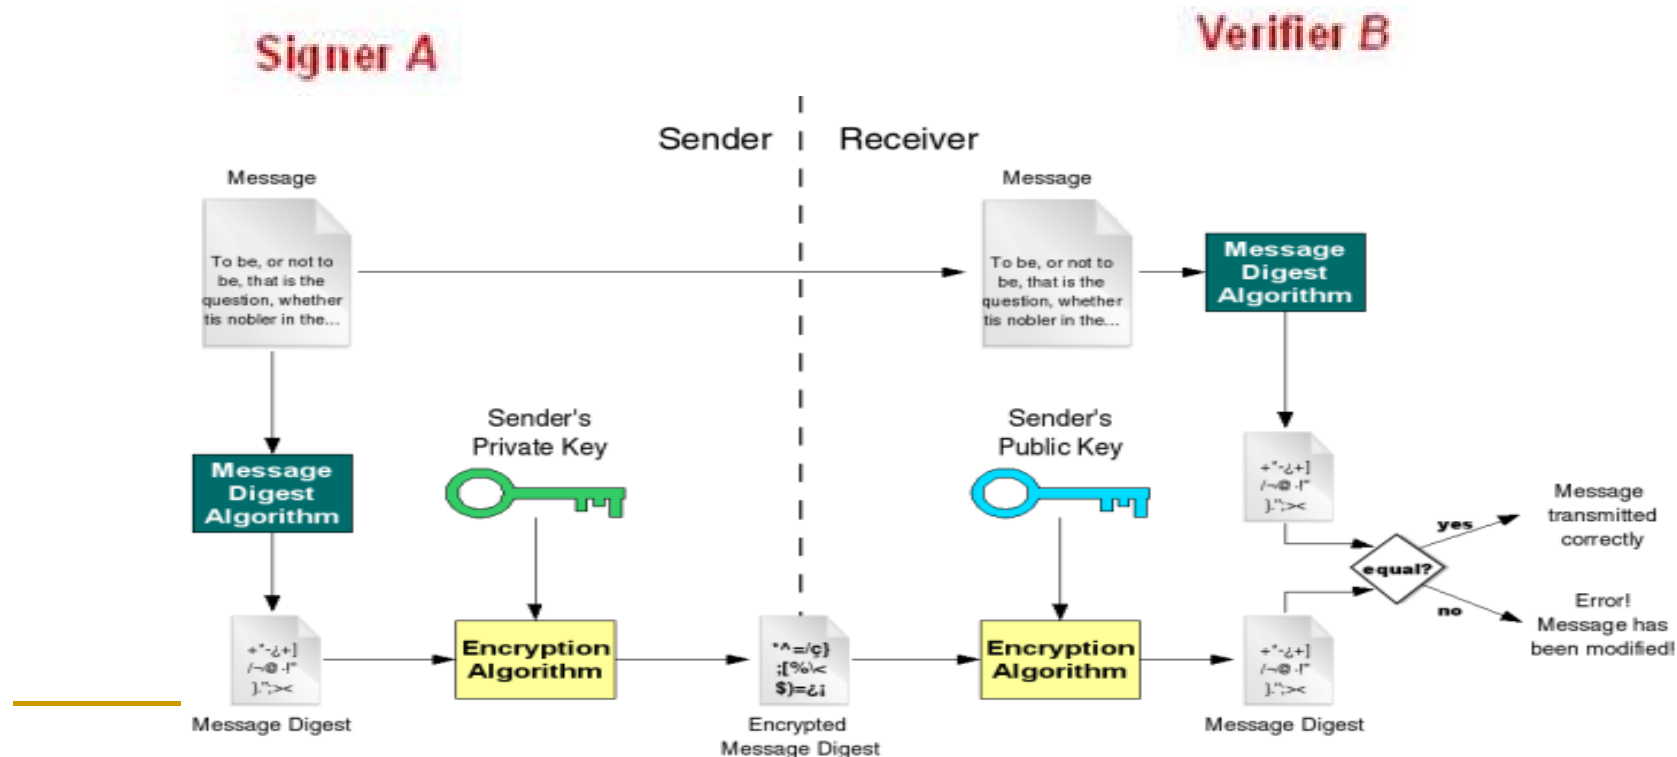 Signer A
Verifier B
Sender
Receiver
Message
To be, or not to
be, that is the
question, whether
tis nobler in the...
Message
To be, or not to
be, that is the
question, whether
tis nobler in the...
Message
Digest
Algorithm
Message
Digest
Algorithm
Sender's
Private Key
Sender's
Public Key
+*-¿+]
/¬@-!"
}.";><
equal?
yes
no
Message
transmitted
correctly
Error!
Message has
been modified!
+*-¿+]
/¬@-!"
}.";><
Message Digest
Encryption
Algorithm
*^=/ç}
;[%\<
$)=¿¡
Encrypted
Message Digest
Encryption
Algorithm
+*-¿+]
/¬@-!"
}.";><
Message Digest